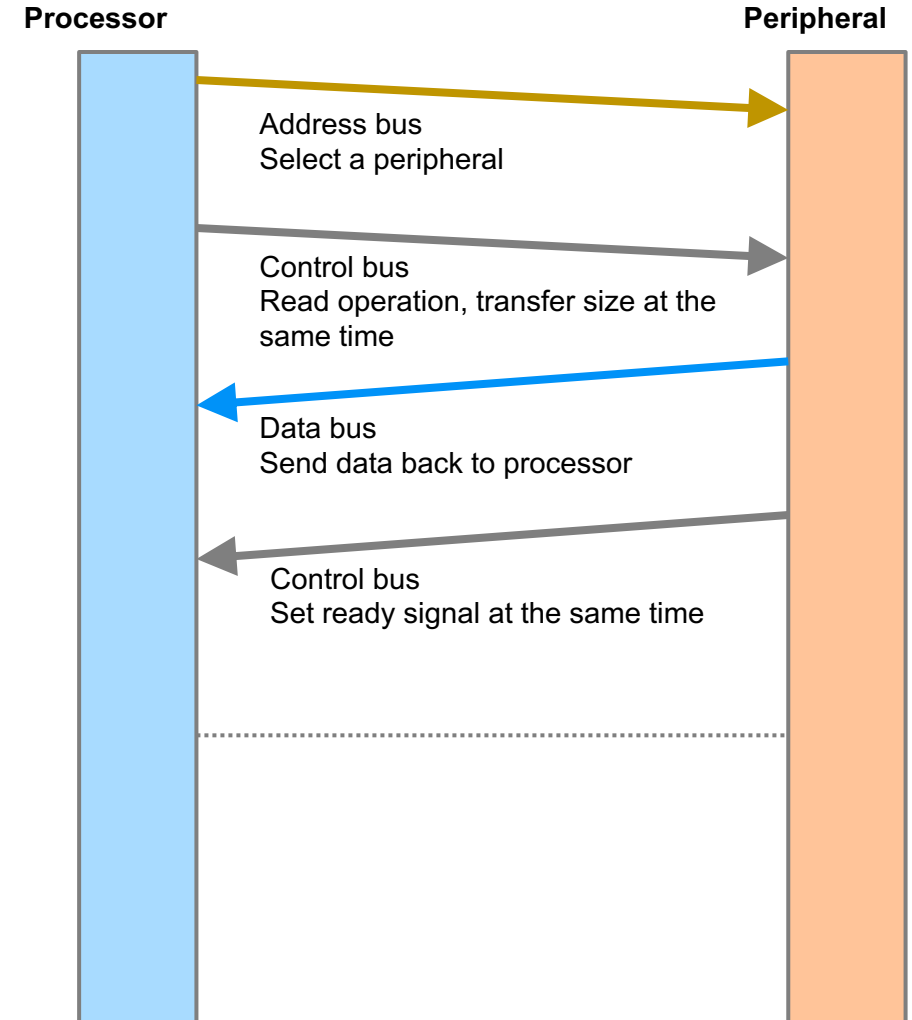 Processor
Peripheral
Address bus
Select a peripheral
Control bus
Read operation, transfer size at the
same time
Data bus
Send data back to processor
Control bus
Set ready signal at the same time